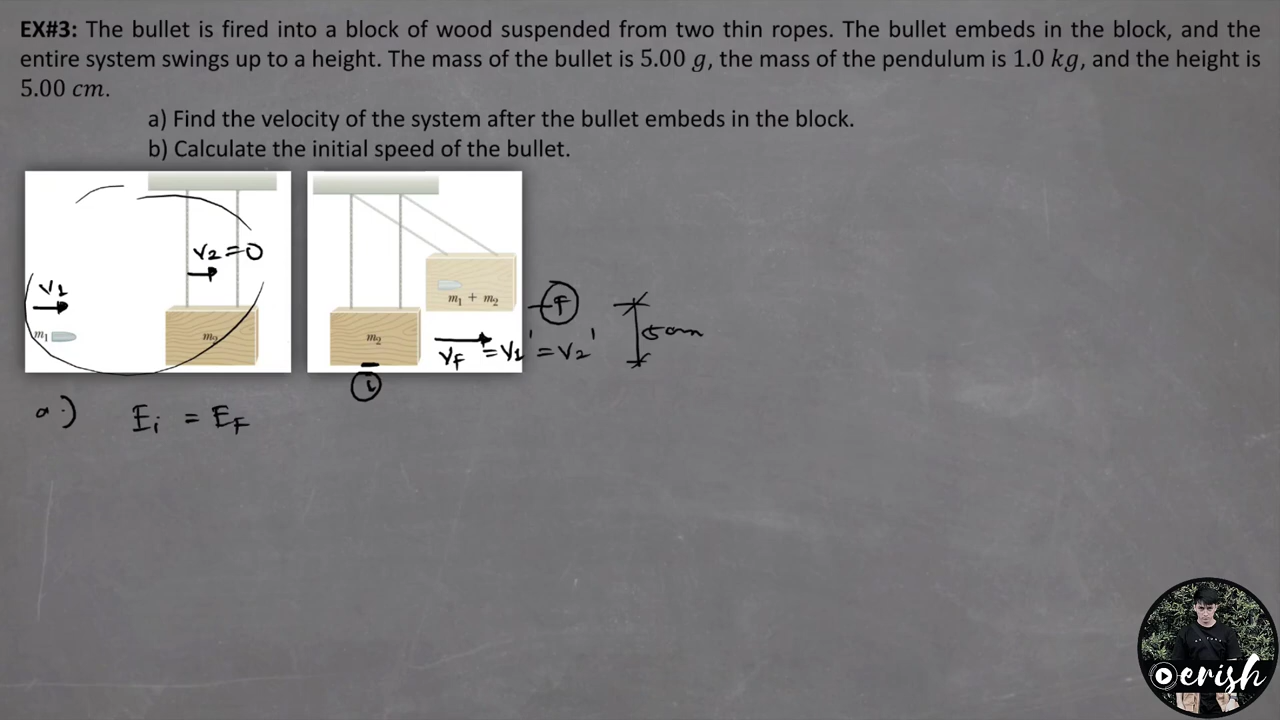 EX#3: The bullet is fired into a block of wood suspended from two thin ropes. The bullet embeds in the block, and the
entire system swings up to a height. The mass of the bullet is 5.00 g, the mass of the pendulum is 1.0 kg, and the height is
5.00 cm.
a) Find the velocity of the system after the bullet embeds in the block.
b) Calculate the initial speed of the bullet.
V2 = 0
V1
m1
m2
m1 + m2
m2
F
5cm
VF = V1' = V2'
i
a.) Ei = EF
erish